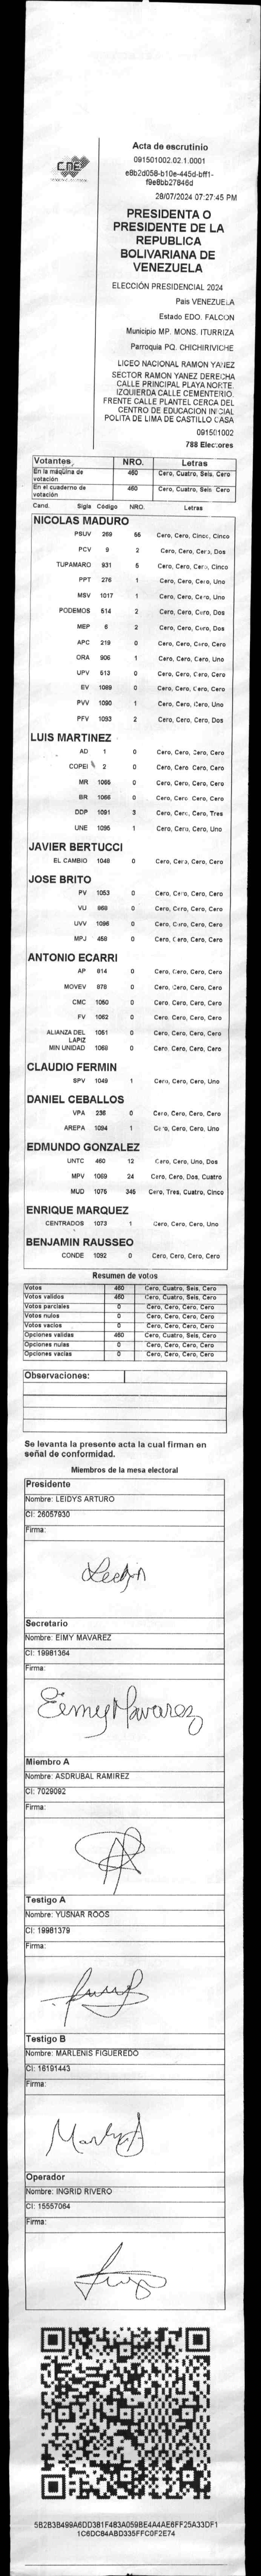 CNE
Acta de escrutinio
091501002.02.1.0001
e8b2d058-b10e-445d-bff1-
f9e8bb27846d
28/07/2024 07:27:45 PM
PRESIDENTA O
PRESIDENTE DE LA
REPUBLICA
BOLIVARIANA DE
VENEZUELA
ELECCIÓN PRESIDENCIAL 2024
Pais VENEZUELA
Estado EDO. FALCON
Municipio MP. MONS. ITURRIZA
Parroquia PQ. CHICHIRIVICHE
LICEO NACIONAL RAMON YANEZ
SECTOR RAMON YANEZ DERECHA
CALLE PRINCIPAL PLAYA NORTE.
IZQUIERDA CALLE CEMENTERIO.
FRENTE CALLE PLANTEL CERCA DEL
CENTRO DE EDUCACION INICIAL
POLITA DE LIMA DE CASTILLO CASA
091501002
788 Electores
Votantes NRO. Letras
En la máquina de votación 460 Cero, Cuatro, Seis, Cero
En el cuaderno de votación 460 Cero, Cuatro, Seis, Cero
Cand. Sigla Código NRO. Letras
NICOLAS MADURO
PSUV 269 55 Cero, Cero, Cinco, Cinco
PCV 9 2 Cero, Cero, Cero, Dos
TUPAMARO 931 5 Cero, Cero, Cero, Cinco
PPT 276 1 Cero, Cero, Cero, Uno
MSV 1017 1 Cero, Cero, Cero, Uno
PODEMOS 514 2 Cero, Cero, Cero, Dos
MEP 6 2 Cero, Cero, Cero, Dos
APC 219 0 Cero, Cero, Cero, Cero
ORA 906 1 Cero, Cero, Cero, Uno
UPV 513 0 Cero, Cero, Cero, Cero
EV 1089 0 Cero, Cero, Cero, Cero
PVV 1090 1 Cero, Cero, Cero, Uno
PFV 1093 2 Cero, Cero, Cero, Dos
LUIS MARTINEZ
AD 1 0 Cero, Cero, Cero, Cero
COPEI 2 0 Cero, Cero, Cero, Cero
MR 1065 0 Cero, Cero, Cero, Cero
BR 1066 0 Cero, Cero, Cero, Cero
DDP 1091 3 Cero, Cero, Cero, Tres
UNE 1095 1 Cero, Cero, Cero, Uno
JAVIER BERTUCCI
EL CAMBIO 1048 0 Cero, Cero, Cero, Cero
JOSE BRITO
PV 1053 0 Cero, Cero, Cero, Cero
VU 968 0 Cero, Cero, Cero, Cero
UVV 1096 0 Cero, Cero, Cero, Cero
MPJ 458 0 Cero, Cero, Cero, Cero
ANTONIO ECARRI
AP 814 0 Cero, Cero, Cero, Cero
MOVEV 878 0 Cero, Cero, Cero, Cero
CMC 1050 0 Cero, Cero, Cero, Cero
FV 1062 0 Cero, Cero, Cero, Cero
ALIANZA DEL LAPIZ 1051 0 Cero, Cero, Cero, Cero
MIN UNIDAD 1068 0 Cero, Cero, Cero, Cero
CLAUDIO FERMIN
SPV 1049 1 Cero, Cero, Cero, Uno
DANIEL CEBALLOS
VPA 238 0 Cero, Cero, Cero, Cero
AREPA 1094 1 Cero, Cero, Cero, Uno
EDMUNDO GONZALEZ
UNTC 460 12 Cero, Cero, Uno, Dos
MPV 1069 24 Cero, Cero, Dos, Cuatro
MUD 1075 345 Cero, Tres, Cuatro, Cinco
ENRIQUE MARQUEZ
CENTRADOS 1073 1 Cero, Cero, Cero, Uno
BENJAMIN RAUSSEO
CONDE 1092 0 Cero, Cero, Cero, Cero
Resumen de votos
Votos 460 Cero, Cuatro, Seis, Cero
Votos validos 460 Cero, Cuatro, Seis, Cero
Votos parciales 0 Cero, Cero, Cero, Cero
Votos nulos 0 Cero, Cero, Cero, Cero
Votos vacios 0 Cero, Cero, Cero, Cero
Opciones validas 460 Cero, Cuatro, Seis, Cero
Opciones nulas 0 Cero, Cero, Cero, Cero
Opciones vacias 0 Cero, Cero, Cero, Cero
Observaciones:
Se levanta la presente acta la cual firman en
señal de conformidad.
Miembros de la mesa electoral
Presidente
Nombre: LEIDYS ARTURO
CI: 26057930
Firma:
Secretario
Nombre: EIMY MAVAREZ
CI: 19981364
Firma:
Eimy Mavarez
Miembro A
Nombre: ASDRUBAL RAMIREZ
CI: 7029092
Firma:
Testigo A
Nombre: YUSNAR ROOS
CI: 19981379
Firma:
Testigo B
Nombre: MARLENIS FIGUEREDO
CI: 16191443
Firma:
Operador
Nombre: INGRID RIVERO
CI: 15557064
Firma:
5B2B3B499A6DD381F483A059BE4A4AE6FF25A33DF1
1C6DC84ABD335FFC0F2E74